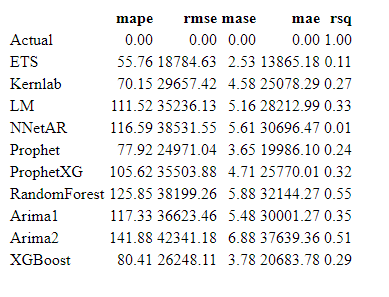 mape rmse mase mae rsq
Actual 0.00 0.00 0.00 0.00 1.00
ETS 55.76 18784.63 2.53 13865.18 0.11
Kernlab 70.15 29657.42 4.58 25078.29 0.27
LM 111.52 35236.13 5.16 28212.99 0.33
NNetAR 116.59 38531.55 5.61 30696.47 0.01
Prophet 77.92 24971.04 3.65 19986.10 0.24
ProphetXG 105.62 35503.88 4.71 25770.01 0.32
RandomForest 125.85 38199.26 5.88 32144.27 0.55
Arima1 117.33 36623.46 5.48 30001.27 0.35
Arima2 141.88 42341.18 6.88 37639.36 0.51
XGBoost 80.41 26248.11 3.78 20683.78 0.29